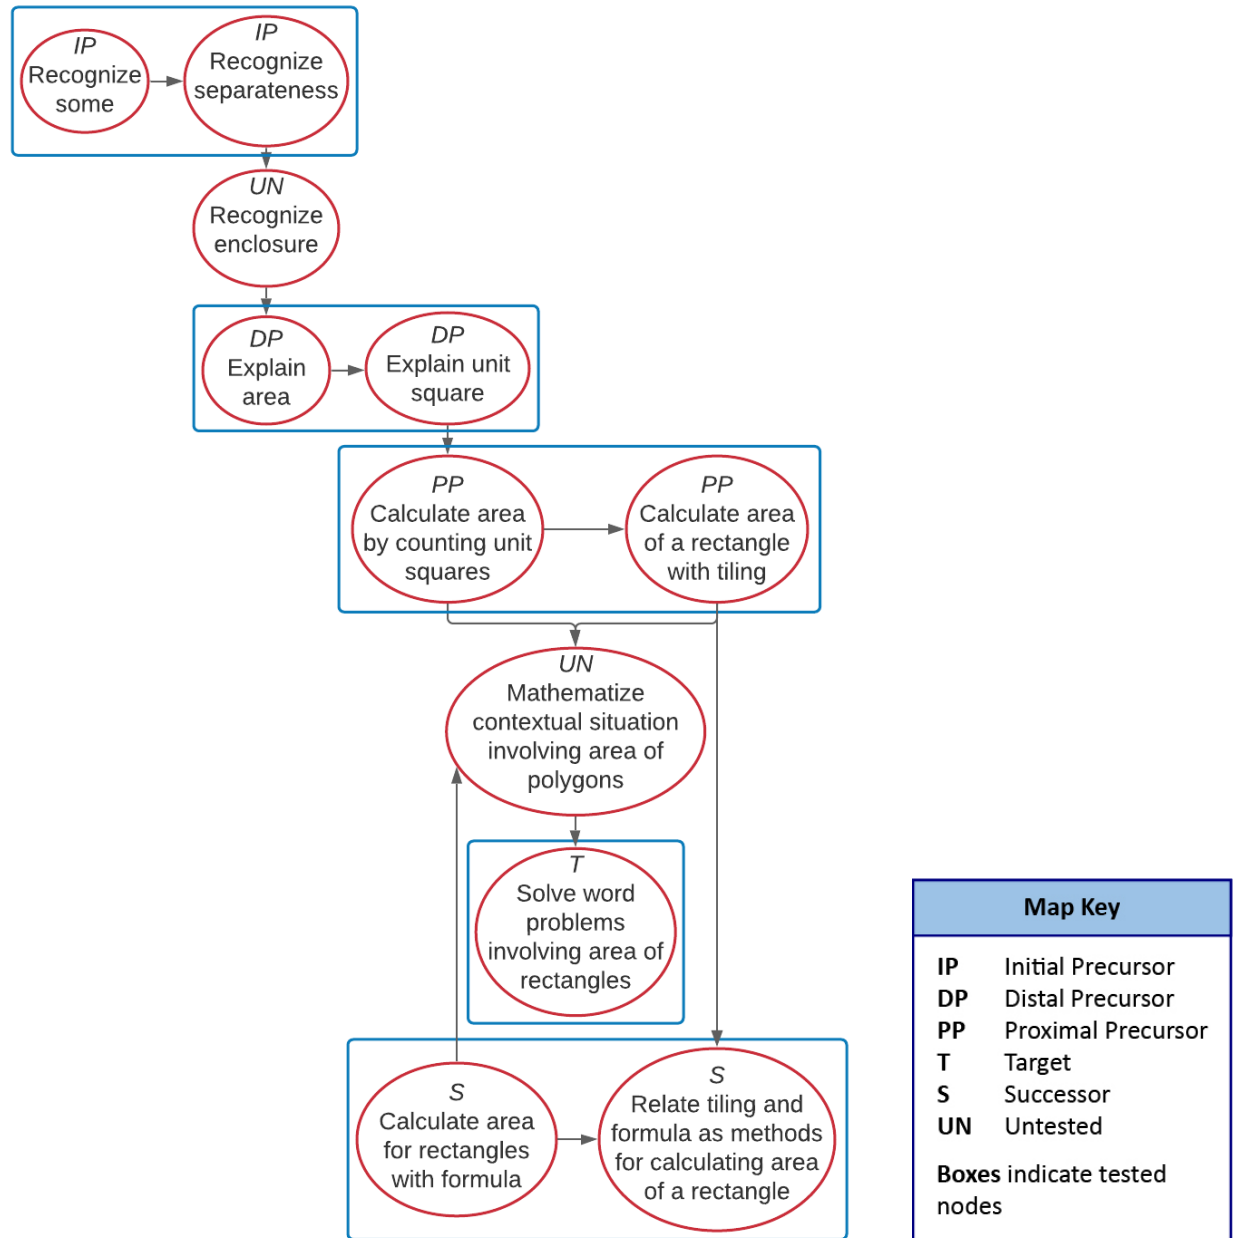 IP
Recognize
some
IP
Recognize
separateness
UN
Recognize
enclosure
DP
Explain
area
DP
Explain unit
square
PP
Calculate area
by counting unit
squares
PP
Calculate area
of a rectangle
with tiling
UN
Mathematize
contextual situation
involving area of
polygons
T
Solve word
problems
involving area of
rectangles
S
Calculate area
for rectangles
with formula
S
Relate tiling and
formula as methods
for calculating area
of a rectangle
Map Key
IP Initial Precursor
DP Distal Precursor
PP Proximal Precursor
T Target
S Successor
UN Untested
Boxes indicate tested
nodes